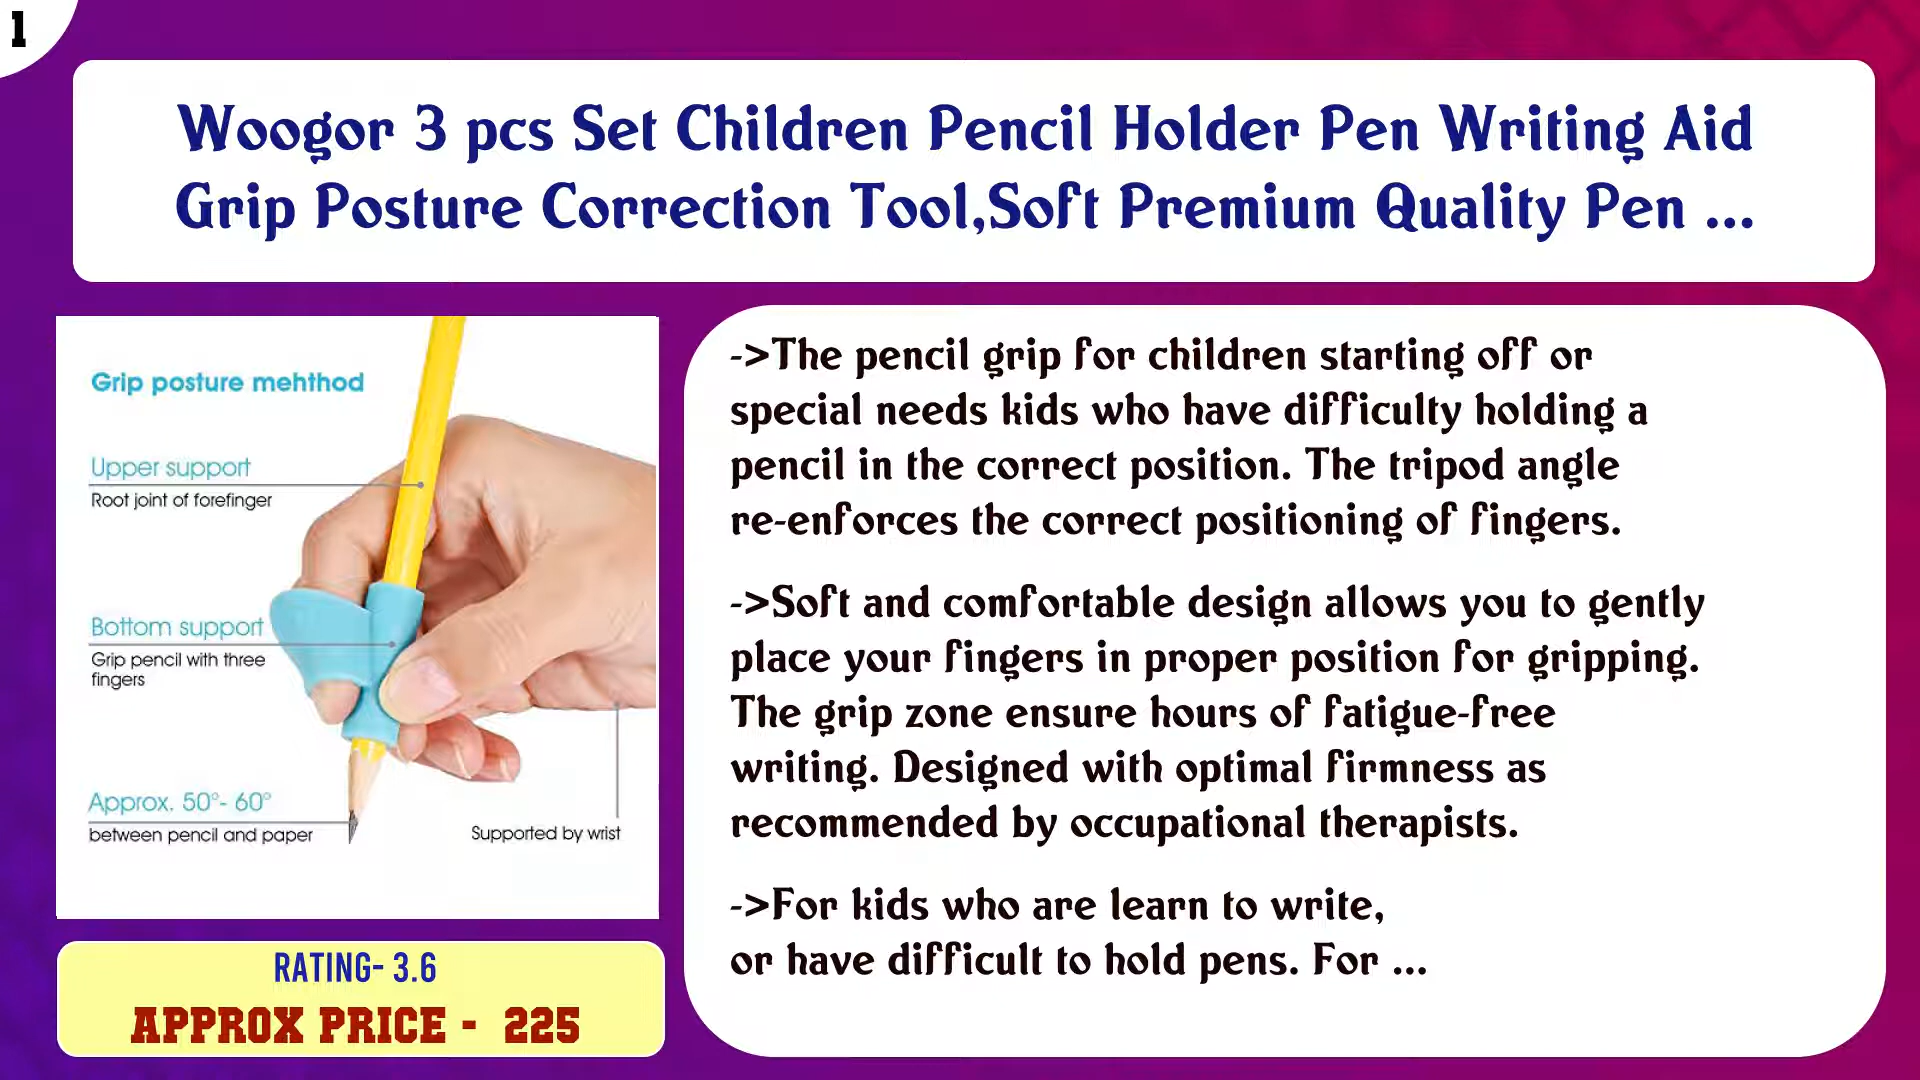 1
Woogor 3 pcs Set Children Pencil Holder Pen Writing Aid
Grip Posture Correction Tool,Soft Premium Quality Pen ...
Grip posture mehthod
Upper support
Root joint of forefinger
Bottom support
Grip pencil with three
fingers
Approx. 50°- 60°
between pencil and paper
Supported by wrist
RATING- 3.6
APPROX PRICE - 225
->The pencil grip for children starting off or
special needs kids who have difficulty holding a
pencil in the correct position. The tripod angle
re-enforces the correct positioning of fingers.
->Soft and comfortable design allows you to gently
place your fingers in proper position for gripping.
The grip zone ensure hours of fatigue-free
writing. Designed with optimal firmness as
recommended by occupational therapists.
->For kids who are learn to write,
or have difficult to hold pens. For ...